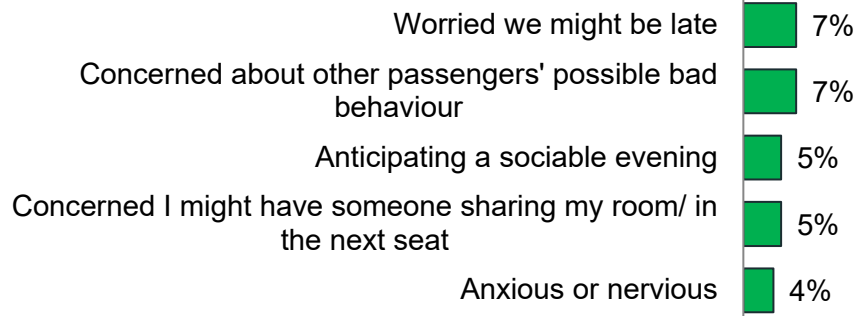 Worried we might be late 7%
Concerned about other passengers' possible bad
behaviour 7%
Anticipating a sociable evening 5%
Concerned I might have someone sharing my room/ in
the next seat 5%
Anxious or nervious 4%